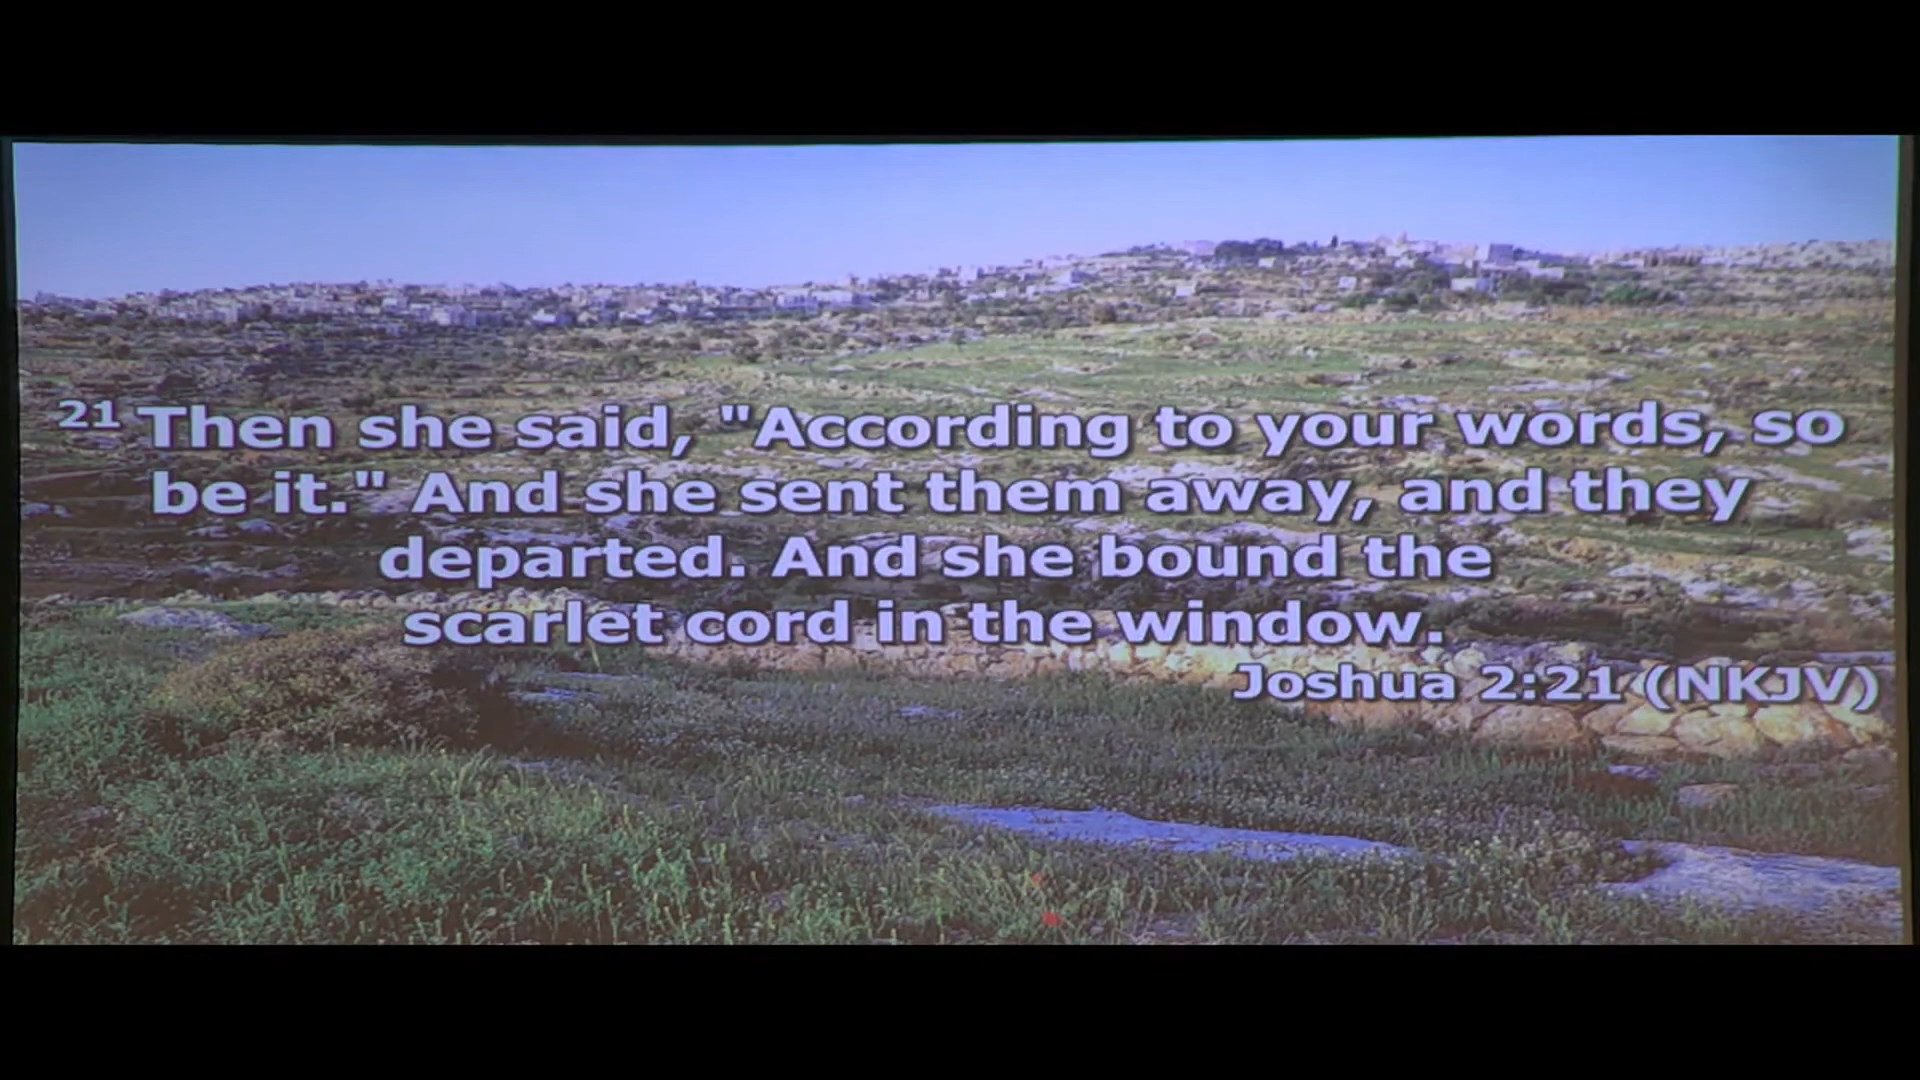 21 Then she said, "According to your words, so
be it." And she sent them away, and they
departed. And she bound the
scarlet cord in the window.
Joshua 2:21 (NKJV)